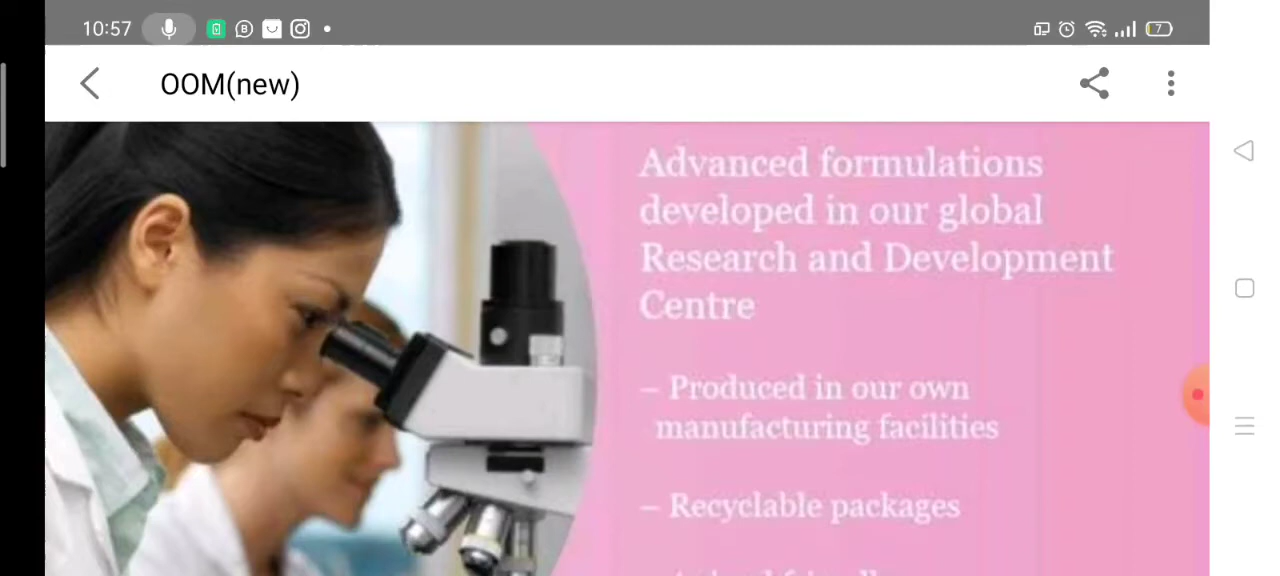 10:57
7
OOM(new)
Advanced formulations
developed in our global
Research and Development
Centre
– Produced in our own
manufacturing facilities
– Recyclable packages